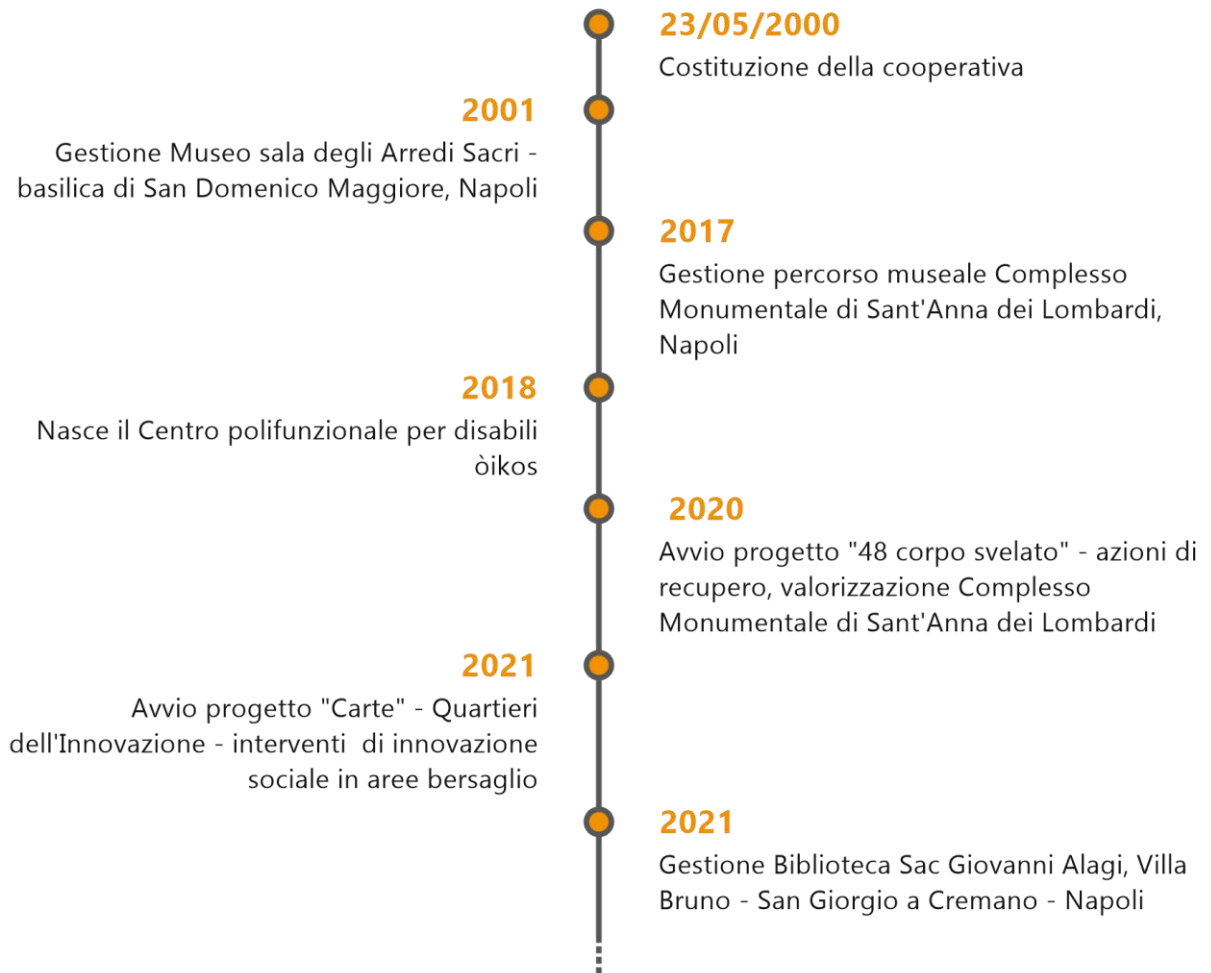 23/05/2000
Costituzione della cooperativa
2001
Gestione Museo sala degli Arredi Sacri -
basilica di San Domenico Maggiore, Napoli
2017
Gestione percorso museale Complesso
Monumentale di Sant'Anna dei Lombardi,
Napoli
2018
Nasce il Centro polifunzionale per disabili
òikos
2020
Avvio progetto "48 corpo svelato" - azioni di
recupero, valorizzazione Complesso
Monumentale di Sant'Anna dei Lombardi
2021
Avvio progetto "Carte" - Quartieri
dell'Innovazione - interventi  di innovazione
sociale in aree bersaglio
2021
Gestione Biblioteca Sac Giovanni Alagi, Villa
Bruno - San Giorgio a Cremano - Napoli